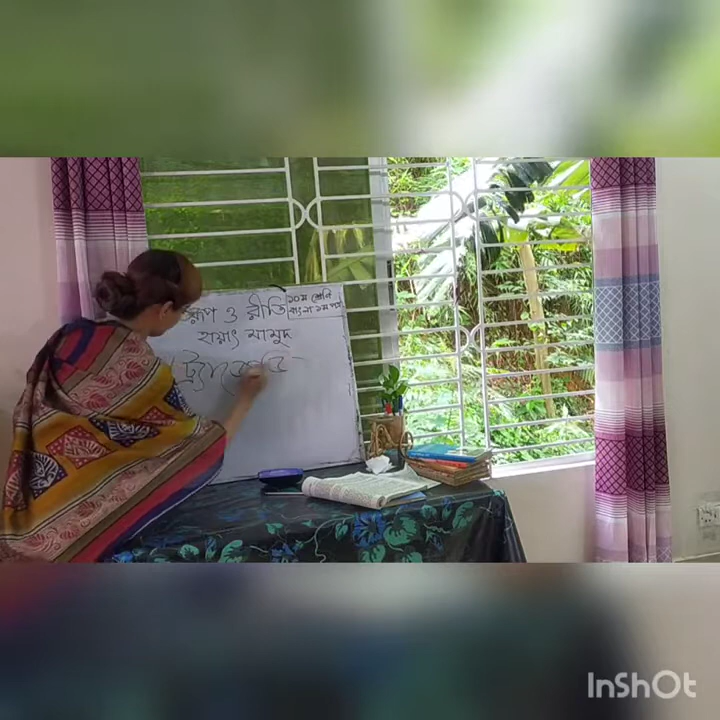 রূপ ও রীতি
১০ম শ্রেণি
বাংলা ১ম পত্র
হায়াৎ মামুদ
ট্র্যাজেডি
InShOt